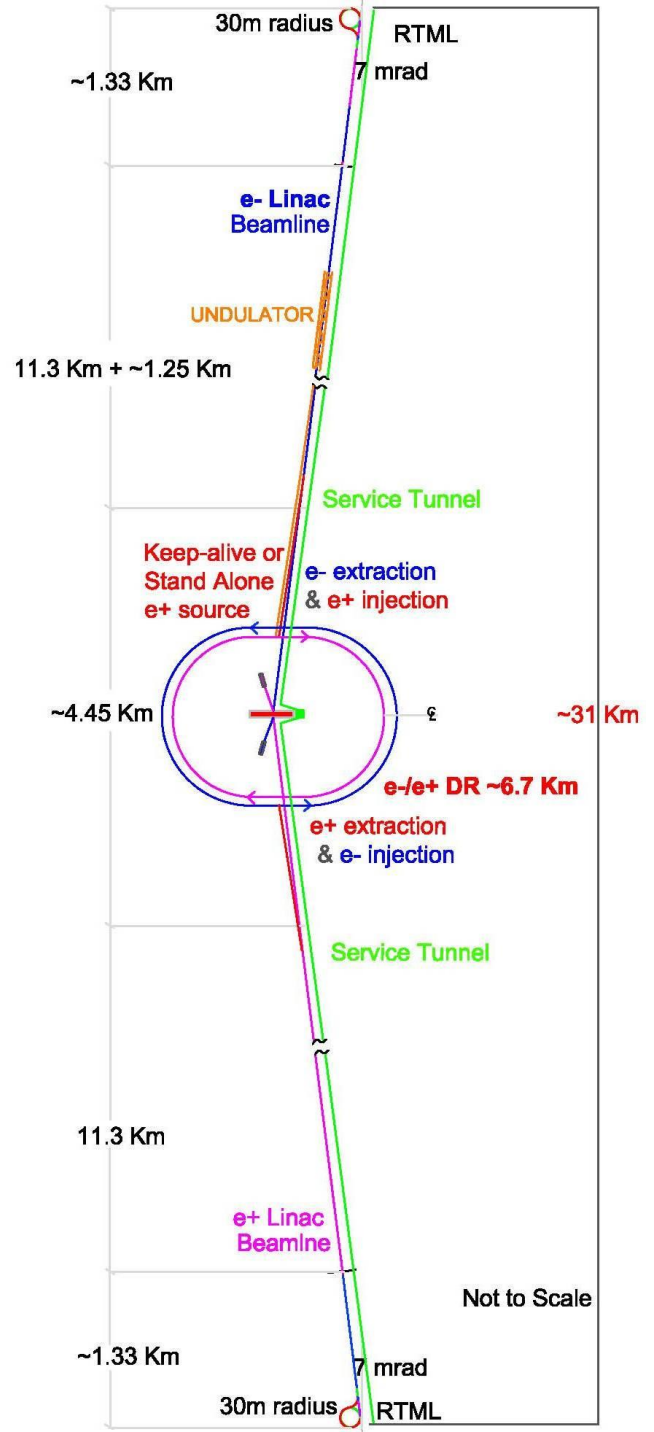 30m radius
RTML
7 mrad
~1.33 Km
e- Linac
Beamline
UNDULATOR
11.3 Km + ~1.25 Km
Service Tunnel
Keep-alive or
Stand Alone
e+ source
e- extraction
& e+ injection
~4.45 Km
℄
~31 Km
e-/e+ DR ~6.7 Km
e+ extraction
& e- injection
Service Tunnel
11.3 Km
e+ Linac
Beamlne
Not to Scale
~1.33 Km
7 mrad
30m radius
RTML